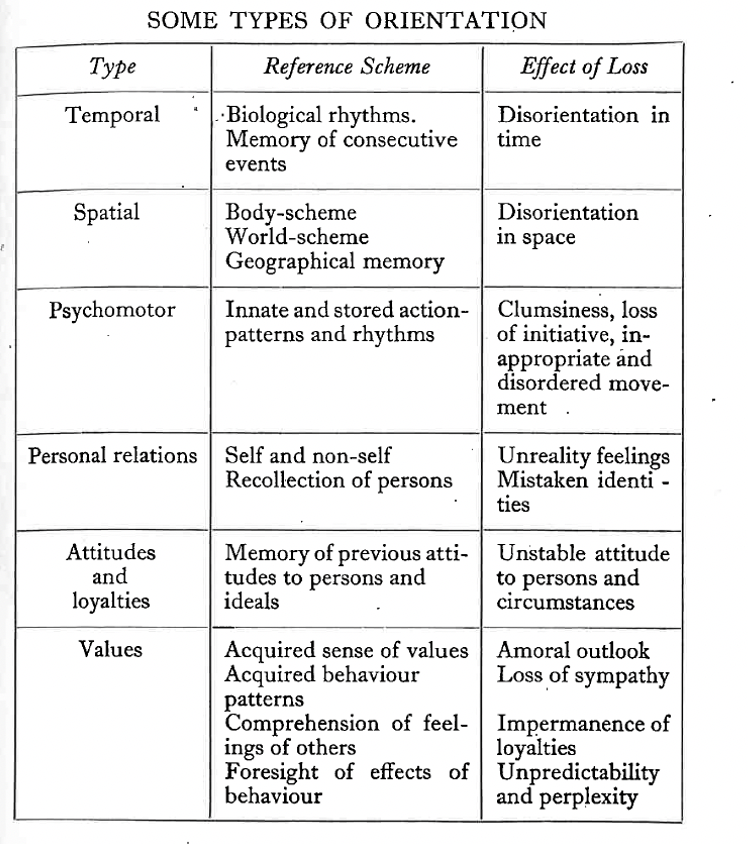 SOME TYPES OF ORIENTATION
Type Reference Scheme Effect of Loss
Temporal Biological rhythms. Disorientation in
Memory of consecutive time
events
Spatial Body-scheme Disorientation
World-scheme in space
Geographical memory
Psychomotor Innate and stored action- Clumsiness, loss
patterns and rhythms of initiative, in-
appropriate and
disordered move-
ment
Personal relations Self and non-self Unreality feelings
Recollection of persons Mistaken identi -
ties
Attitudes Memory of previous atti- Unstable attitude
and tudes to persons and to persons and
loyalties ideals circumstances
Values Acquired sense of values Amoral outlook
Acquired behaviour Loss of sympathy
patterns
Comprehension of feel- Impermanence of
ings of others loyalties
Foresight of effects of Unpredictability
behaviour and perplexity